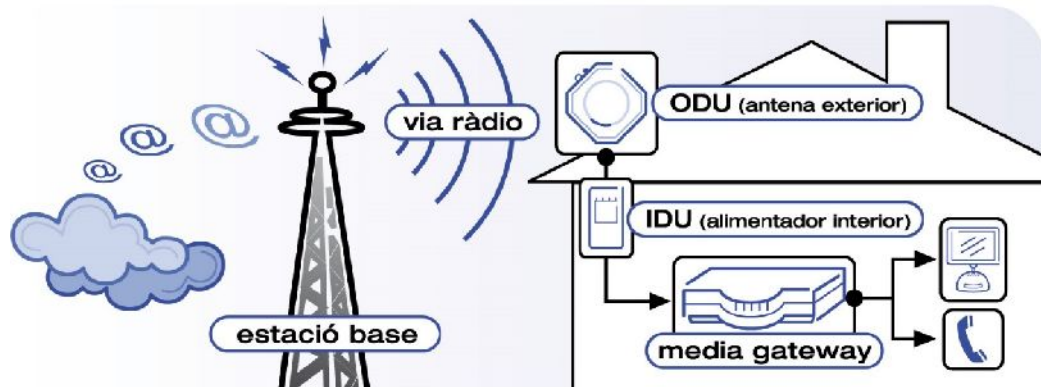 @ @ @
via ràdio
ODU (antena exterior)
IDU (alimentador interior)
estació base
media gateway